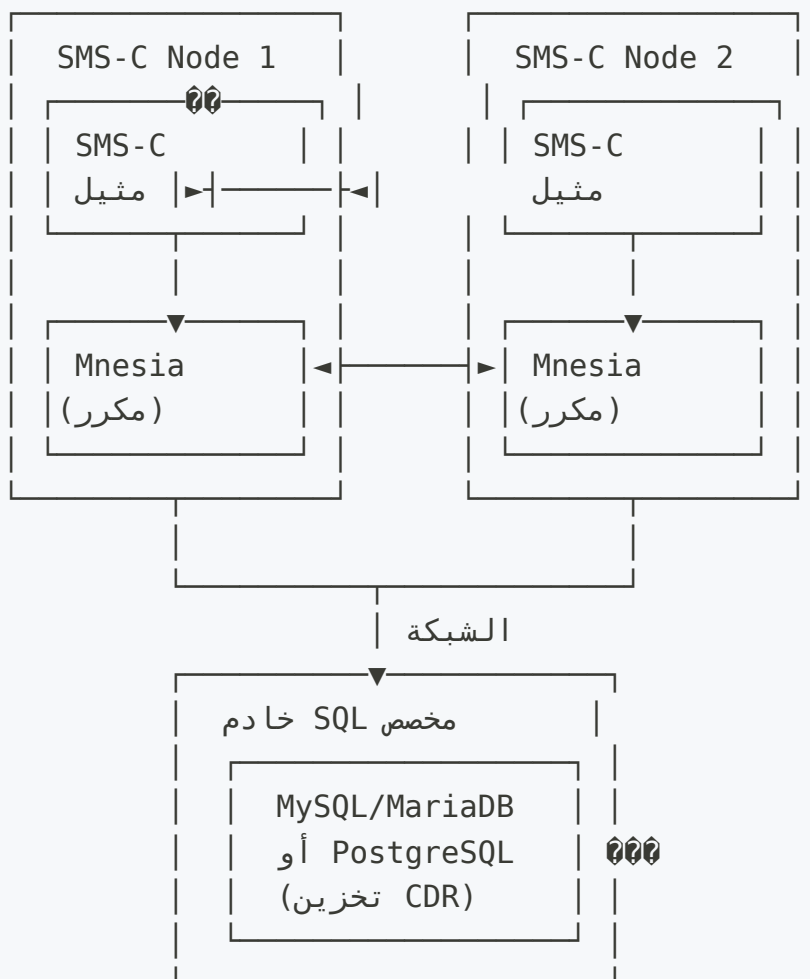 SMS-C Node 1
SMS-C Node 2
SMS-C
مثيل
SMS-C
مثيل
Mnesia
(مكرر)
Mnesia
(مكرر)
الشبكة
خادم SQL مخصص
MySQL/MariaDB
أو PostgreSQL
(تخزين CDR)